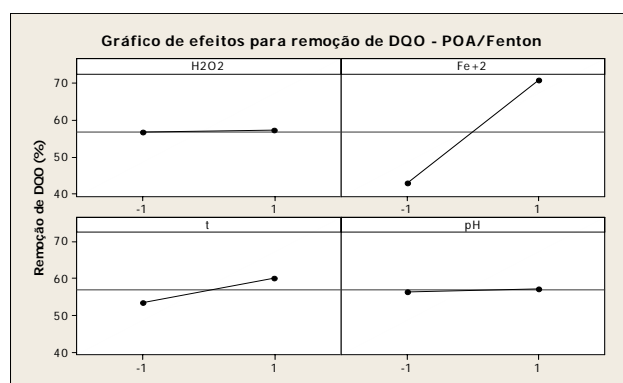 Gráfico de efeitos para remoção de DQO - POA/Fenton
H2O2 Fe+2
70
60
50
40
-1 1 -1 1
t pH
70
60
50
40
-1 1 -1 1
Remoção de DQO (%)